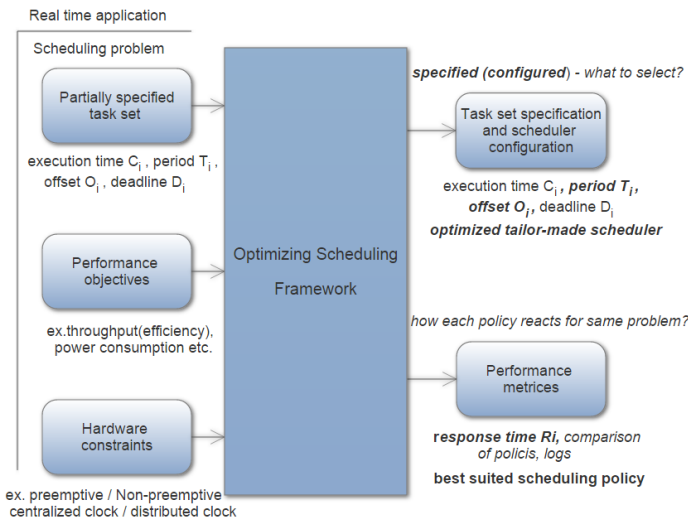 Real time application
Scheduling problem
Partially specified
task set
execution time Ci , period Ti ,
offset Oi , deadline Di
Performance
objectives
ex.throughput(efficiency),
power consumption etc.
Hardware
constraints
ex. preemptive / Non-preemptive
centralized clock / distributed clock
Optimizing Scheduling
Framework
specified (configured) - what to select?
Task set specification
and scheduler
configuration
execution time Ci , period Ti,
offset Oi, deadline Di
optimized tailor-made scheduler
how each policy reacts for same problem?
Performance
metrices
response time Ri, comparison
of policis, logs
best suited scheduling policy